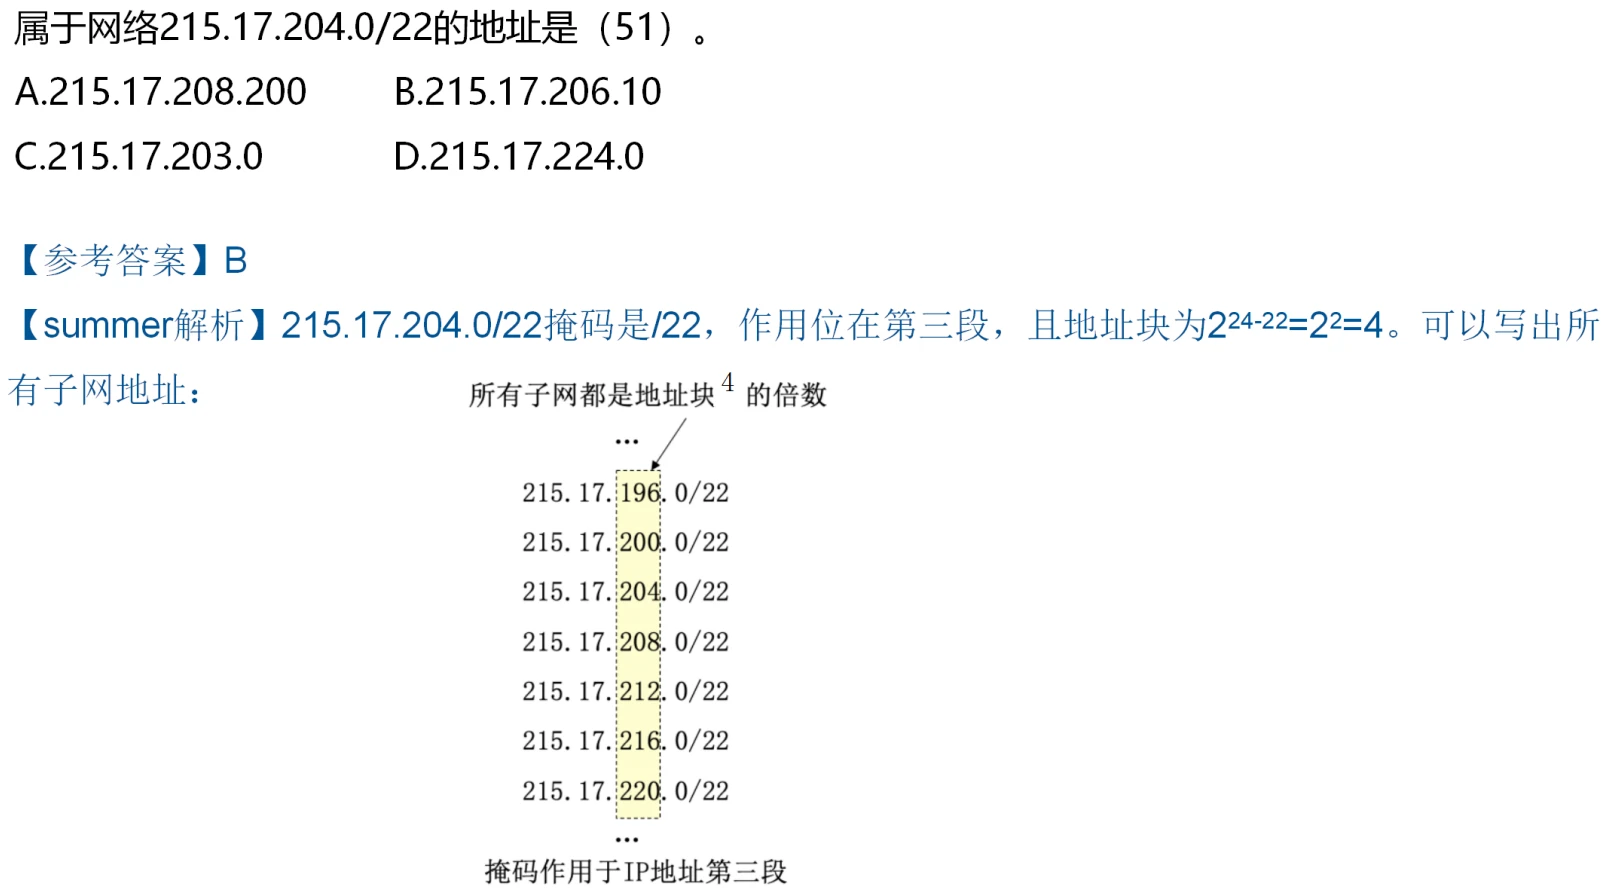 属于网络215.17.204.0/22的地址是（51）。
A.215.17.208.200 B.215.17.206.10
C.215.17.203.0 D.215.17.224.0
【参考答案】B
【summer解析】215.17.204.0/22掩码是/22，作用位在第三段，且地址块为2²⁴⁻²²=2²=4。可以写出所
有子网地址：
所有子网都是地址块4的倍数
...
215.17.196.0/22
215.17.200.0/22
215.17.204.0/22
215.17.208.0/22
215.17.212.0/22
215.17.216.0/22
215.17.220.0/22
...
掩码作用于IP地址第三段